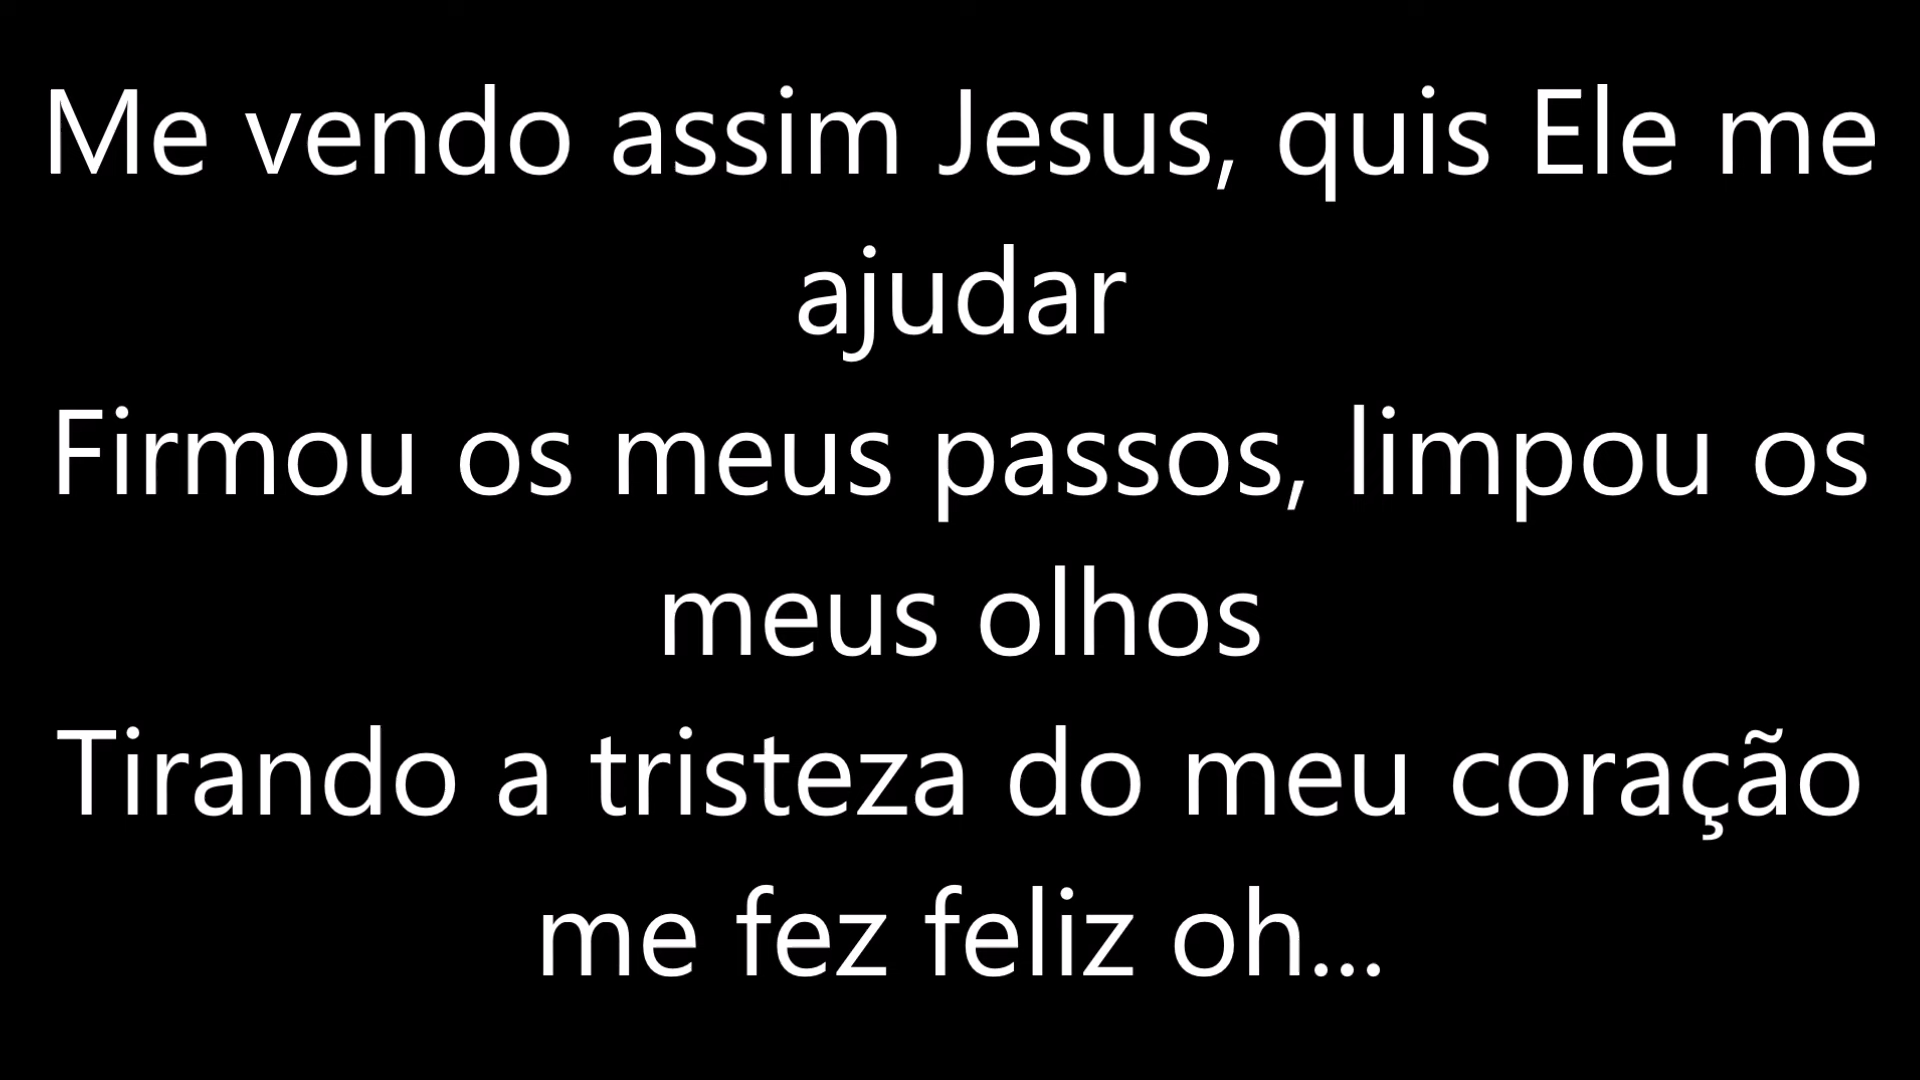 Me vendo assim Jesus, quis Ele me
ajudar
Firmou os meus passos, limpou os
meus olhos
Tirando a tristeza do meu coração
me fez feliz oh...